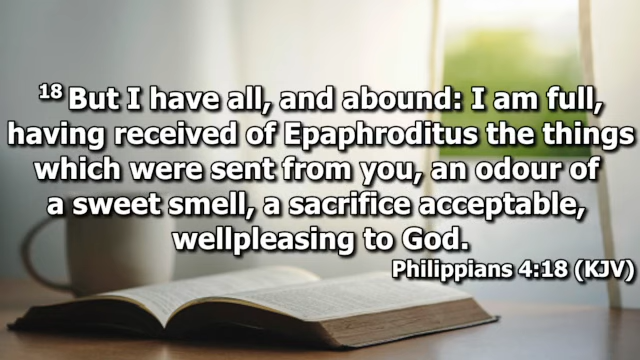 18 But I have all, and abound: I am full,
having received of Epaphroditus the things
which were sent from you, an odour of
a sweet smell, a sacrifice acceptable,
wellpleasing to God.
Philippians 4:18 (KJV)